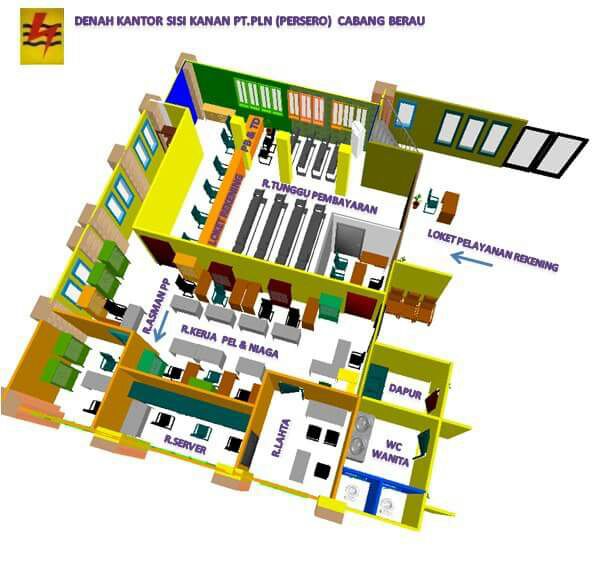 DENAH KANTOR SISI KANAN PT.PLN (PERSERO) CABANG BERAU
PB & TD
LOKET REKENING
R.TUNGGU PEMBAYARAN
LOKET PELAYANAN REKENING
R.ASMAN PP
R.KERJA PEL & NIAGA
DAPUR
R.SERVER
R.LAHTA
WC
WANITA